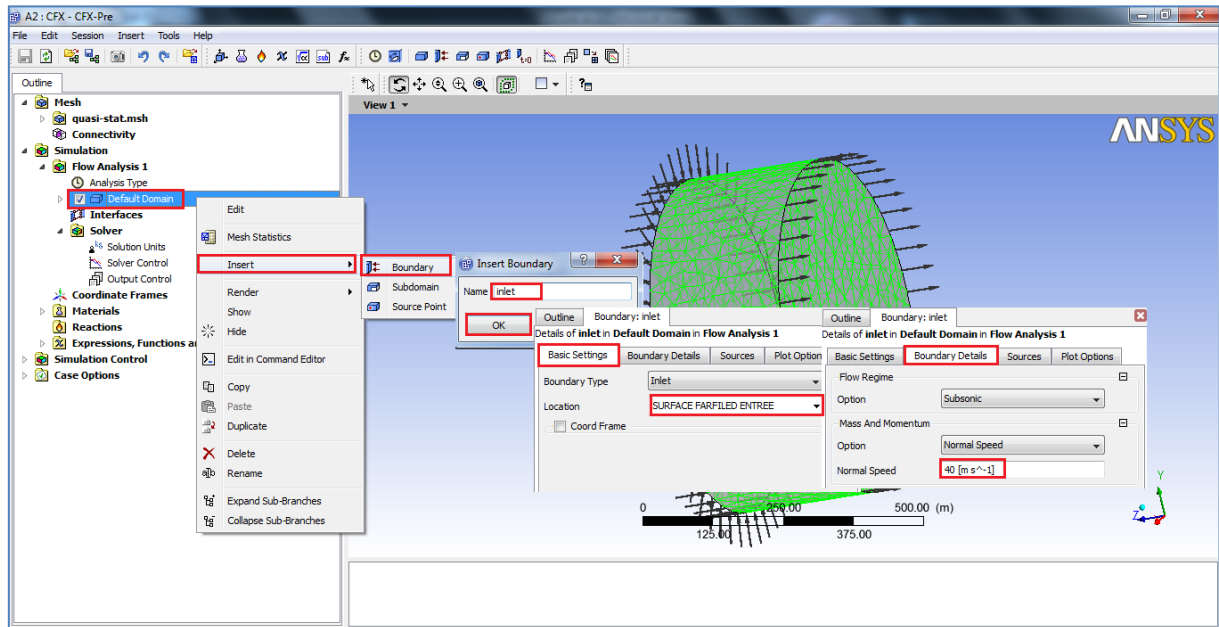 A2 : CFX - CFX-Pre
File Edit Session Insert Tools Help
Outline
View 1
Mesh
quasi-stat.msh
Connectivity
Simulation
Flow Analysis 1
Analysis Type
Default Domain
Interfaces
Solver
Solution Units
Solver Control
Output Control
Coordinate Frames
Materials
Reactions
Expressions, Functions a
Simulation Control
Case Options
Edit
Mesh Statistics
Insert
Render
Show
Hide
Edit in Command Editor
Copy
Paste
Duplicate
Delete
Rename
Expand Sub-Branches
Collapse Sub-Branches
Boundary
Subdomain
Source Point
Insert Boundary
Name inlet
OK
Outline Boundary: inlet
Details of inlet in Default Domain in Flow Analysis 1
Basic Settings Boundary Details Sources Plot Option
Boundary Type Inlet
Location SURFACE FARFILED ENTREE
Coord Frame
Outline Boundary: inlet
Details of inlet in Default Domain in Flow Analysis 1
Basic Settings Boundary Details Sources Plot Options
Flow Regime
Option Subsonic
Mass And Momentum
Option Normal Speed
Normal Speed 40 [m s^-1]
ANSYS
0 250.00 500.00 (m)
125.00 375.00
Y
Z